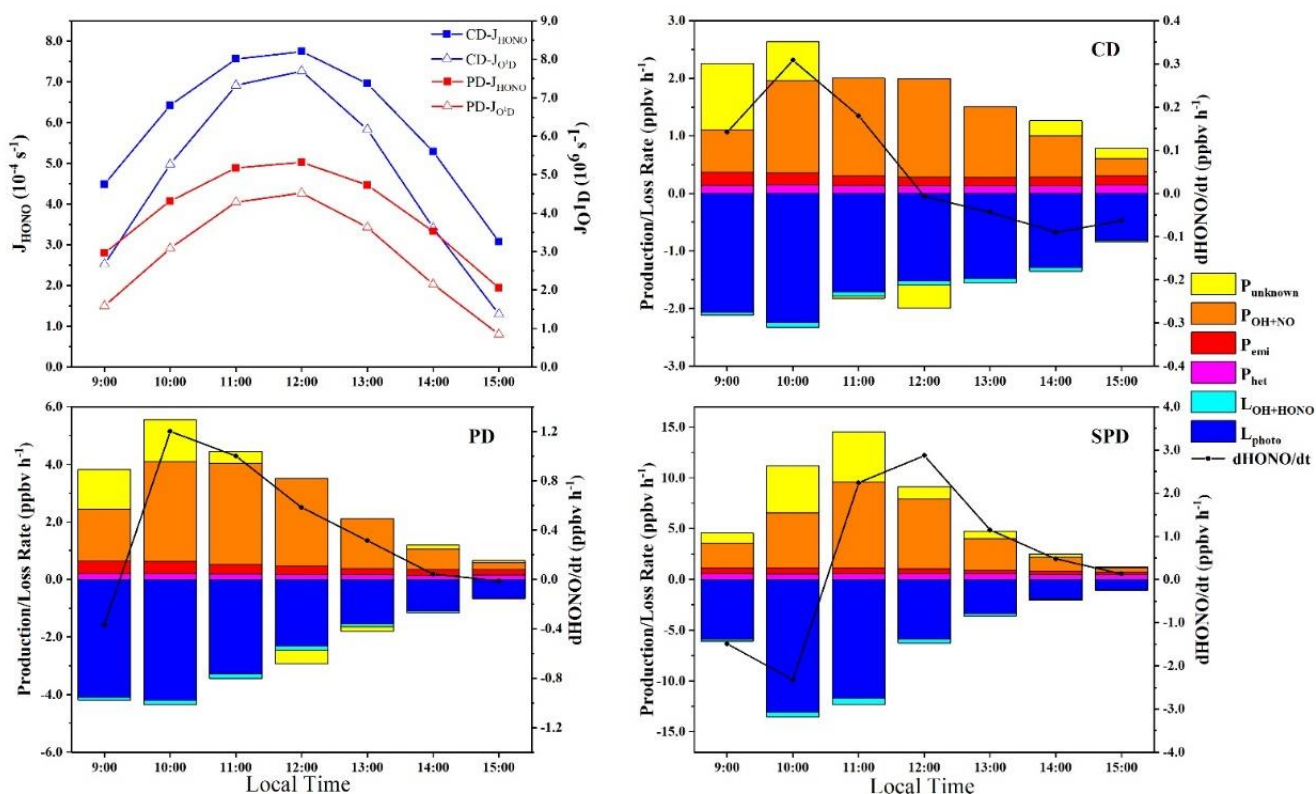 J_HONO (10⁻⁴ s⁻¹)
8.0
7.0
6.0
5.0
4.0
3.0
2.0
1.0
0.0
9.0
8.0
7.0
6.0
5.0
4.0
3.0
2.0
1.0
0.0
J_O¹D (10⁶ s⁻¹)
CD-J_HONO
CD-J_O¹D
PD-J_HONO
PD-J_O¹D
9:00 10:00 11:00 12:00 13:00 14:00 15:00
CD
Production/Loss Rate (ppbv h⁻¹)
3.0
2.0
1.0
0.0
-1.0
-2.0
-3.0
0.4
0.3
0.2
0.1
0.0
-0.1
-0.2
-0.3
-0.4
dHONO/dt (ppbv h⁻¹)
9:00 10:00 11:00 12:00 13:00 14:00 15:00
P_unknown
P_OH+NO
P_emi
P_het
L_OH+HONO
L_photo
dHONO/dt
PD
Production/Loss Rate (ppbv h⁻¹)
6.0
4.0
2.0
0.0
-2.0
-4.0
-6.0
1.2
0.8
0.4
0.0
-0.4
-0.8
-1.2
dHONO/dt (ppbv h⁻¹)
9:00 10:00 11:00 12:00 13:00 14:00 15:00
Local Time
SPD
Production/Loss Rate (ppbv h⁻¹)
15.0
10.0
5.0
0.0
-5.0
-10.0
-15.0
4.0
3.0
2.0
1.0
0.0
-1.0
-2.0
-3.0
-4.0
dHONO/dt (ppbv h⁻¹)
9:00 10:00 11:00 12:00 13:00 14:00 15:00
Local Time